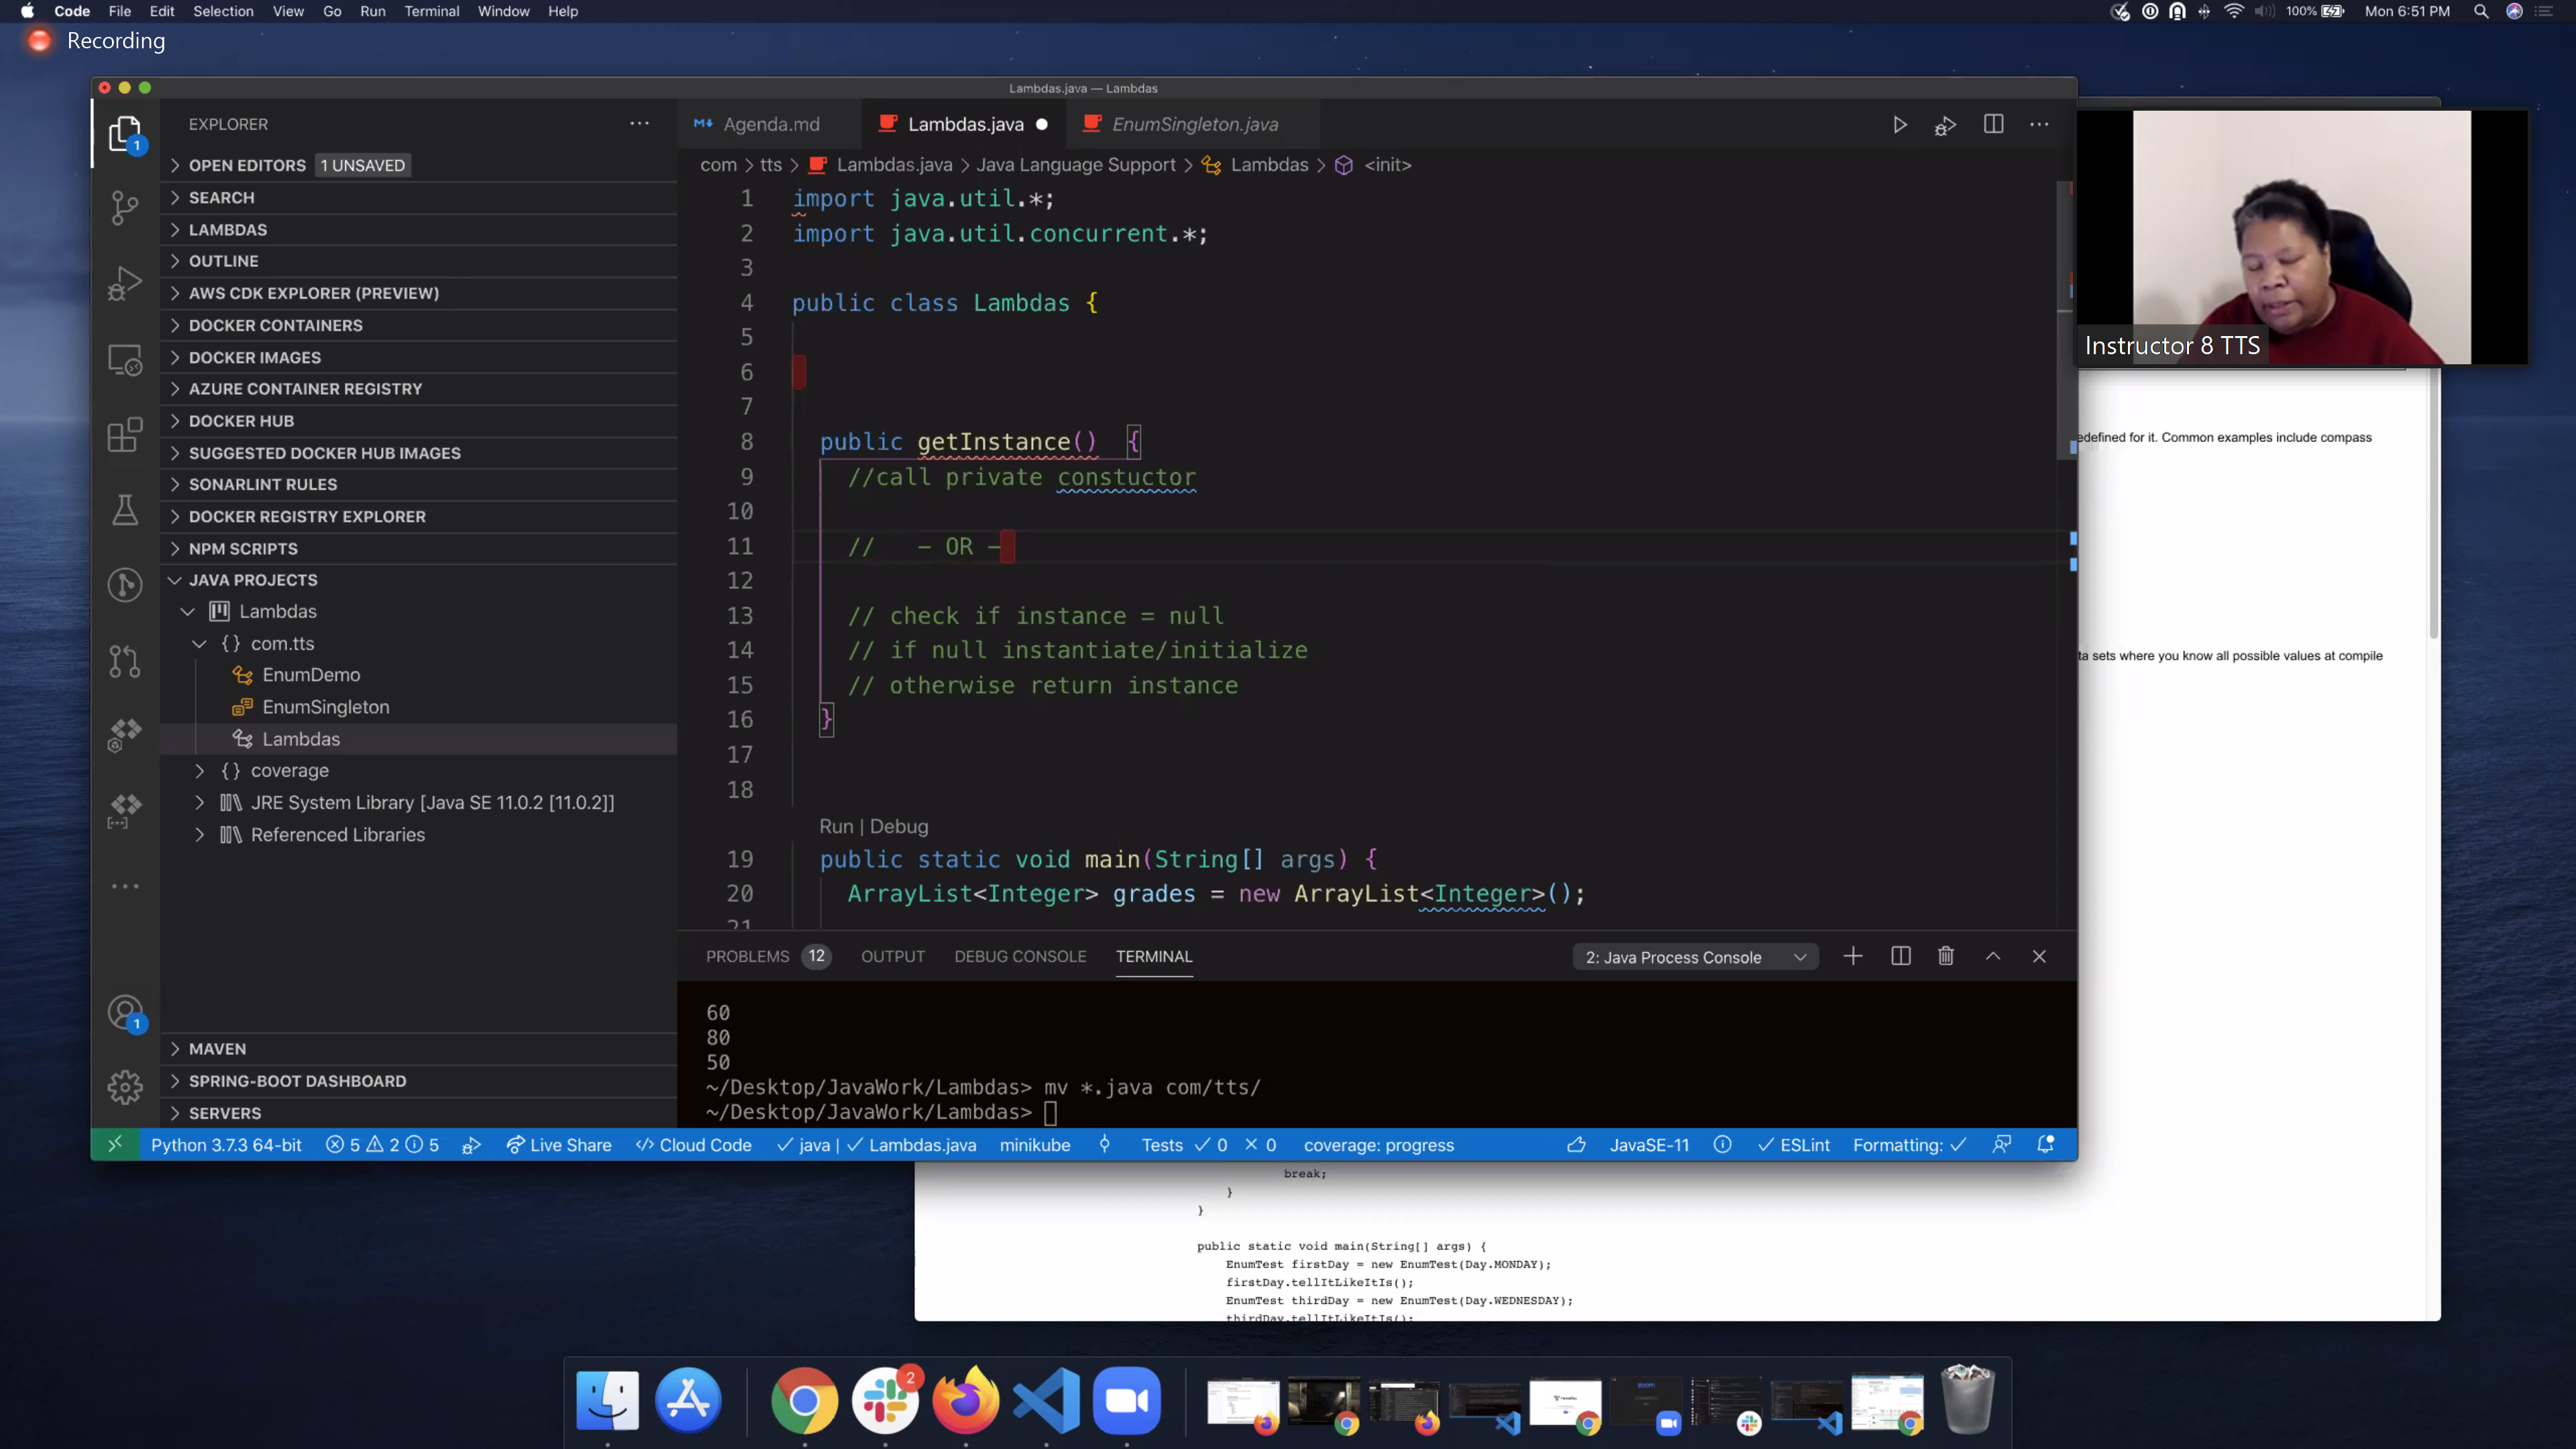 Code File Edit Selection View Go Run Terminal Window Help
100% Mon 6:51 PM
Recording
Lambdas.java — Lambdas
EXPLORER
OPEN EDITORS 1 UNSAVED
SEARCH
LAMBDAS
OUTLINE
AWS CDK EXPLORER (PREVIEW)
DOCKER CONTAINERS
DOCKER IMAGES
AZURE CONTAINER REGISTRY
DOCKER HUB
SUGGESTED DOCKER HUB IMAGES
SONARLINT RULES
DOCKER REGISTRY EXPLORER
NPM SCRIPTS
JAVA PROJECTS
Lambdas
{} com.tts
EnumDemo
EnumSingleton
Lambdas
{} coverage
JRE System Library [Java SE 11.0.2 [11.0.2]]
Referenced Libraries
MAVEN
SPRING-BOOT DASHBOARD
SERVERS
1
1
Agenda.md Lambdas.java EnumSingleton.java
com > tts > Lambdas.java > Java Language Support > Lambdas > <init>
1 import java.util.*;
2 import java.util.concurrent.*;
3
4 public class Lambdas {
5
6
7
8 public getInstance()  {
9 //call private constuctor
10
11 //   - OR -
12
13 // check if instance = null
14 // if null instantiate/initialize
15 // otherwise return instance
16 }
17
18
Run | Debug
19 public static void main(String[] args) {
20 ArrayList<Integer> grades = new ArrayList<Integer>();
21
PROBLEMS 12 OUTPUT DEBUG CONSOLE TERMINAL 2: Java Process Console
60
80
50
~/Desktop/JavaWork/Lambdas> mv *.java com/tts/
~/Desktop/JavaWork/Lambdas>
Python 3.7.3 64-bit 5 2 5 Live Share Cloud Code java | Lambdas.java minikube Tests 0 0 coverage: progress JavaSE-11 ESLint Formatting:
Instructor 8 TTS
edefined for it. Common examples include compass
ta sets where you know all possible values at compile
break;
}
}
public static void main(String[] args) {
EnumTest firstDay = new EnumTest(Day.MONDAY);
firstDay.tellItLikeItIs();
EnumTest thirdDay = new EnumTest(Day.WEDNESDAY);
thirdDay.tellItLikeItIs();
2
zoom